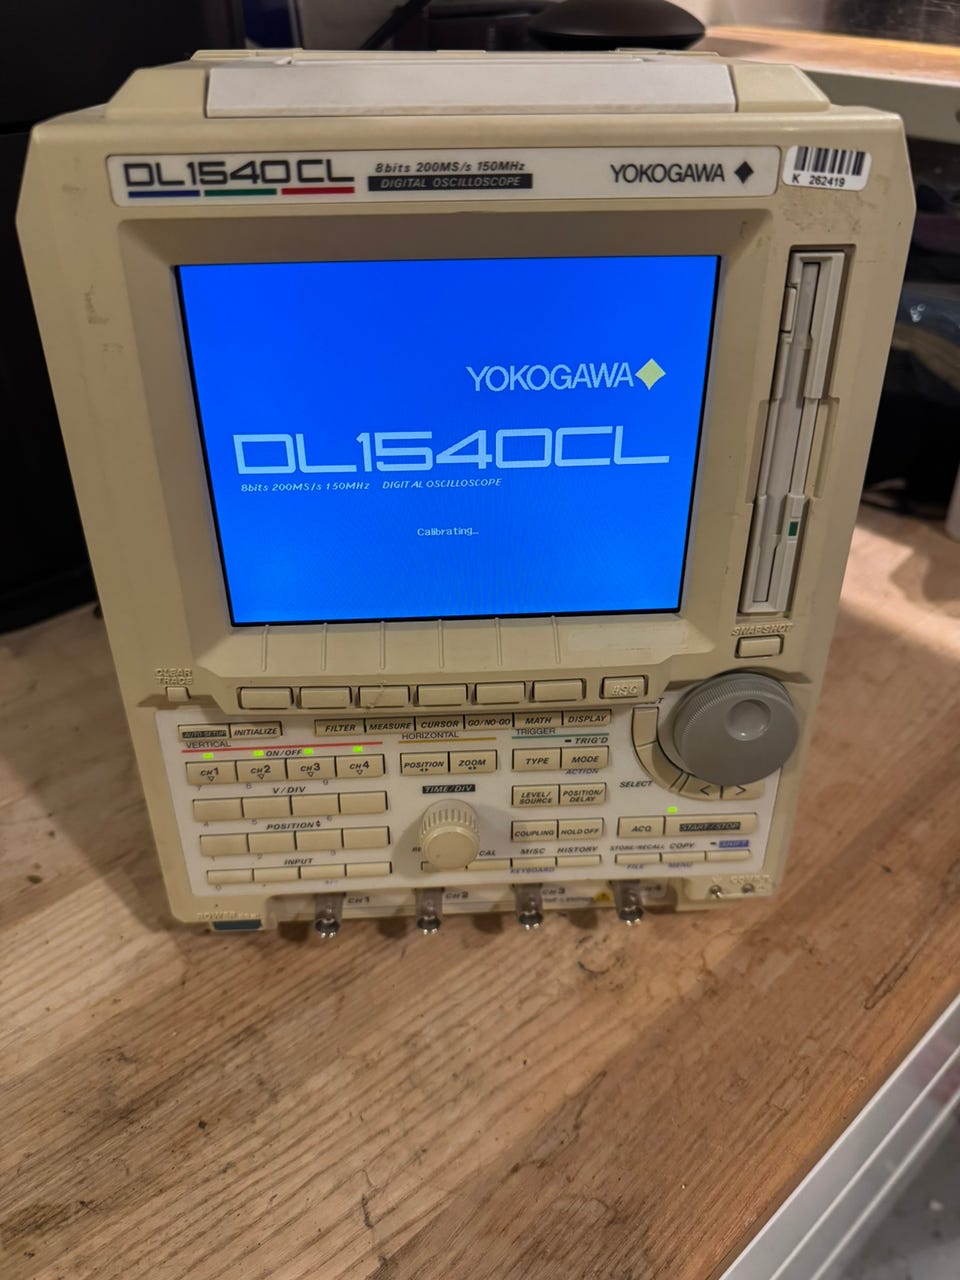 DL1540CL
8bits 200MS/s 150MHz
DIGITAL OSCILLOSCOPE
YOKOGAWA
K 262419
YOKOGAWA
DL1540CL
8bits 200MS/s 150MHz DIGITAL OSCILLOSCOPE
Calibrating…
SNAPSHOT
CLEAR
TRACE
ESC
AUTO SETUP INITIALIZE
FILTER MEASURE CURSOR GO/NO-GO MATH DISPLAY
VERTICAL
ON/OFF
CH1 CH2 CH3 CH4
HORIZONTAL
POSITION ZOOM
TRIGGER
TRIG'D
TYPE MODE
ACTION
SELECT
V/DIV
TIME/DIV
LEVEL/
SOURCE
POSITION/
DELAY
POSITION
COUPLING HOLD OFF
ACQ START/STOP
INPUT
CAL MISC HISTORY
KEYBOARD
STORE/RECALL COPY SHIFT
FILE MENU
POWER
CH1 CH2 CH3